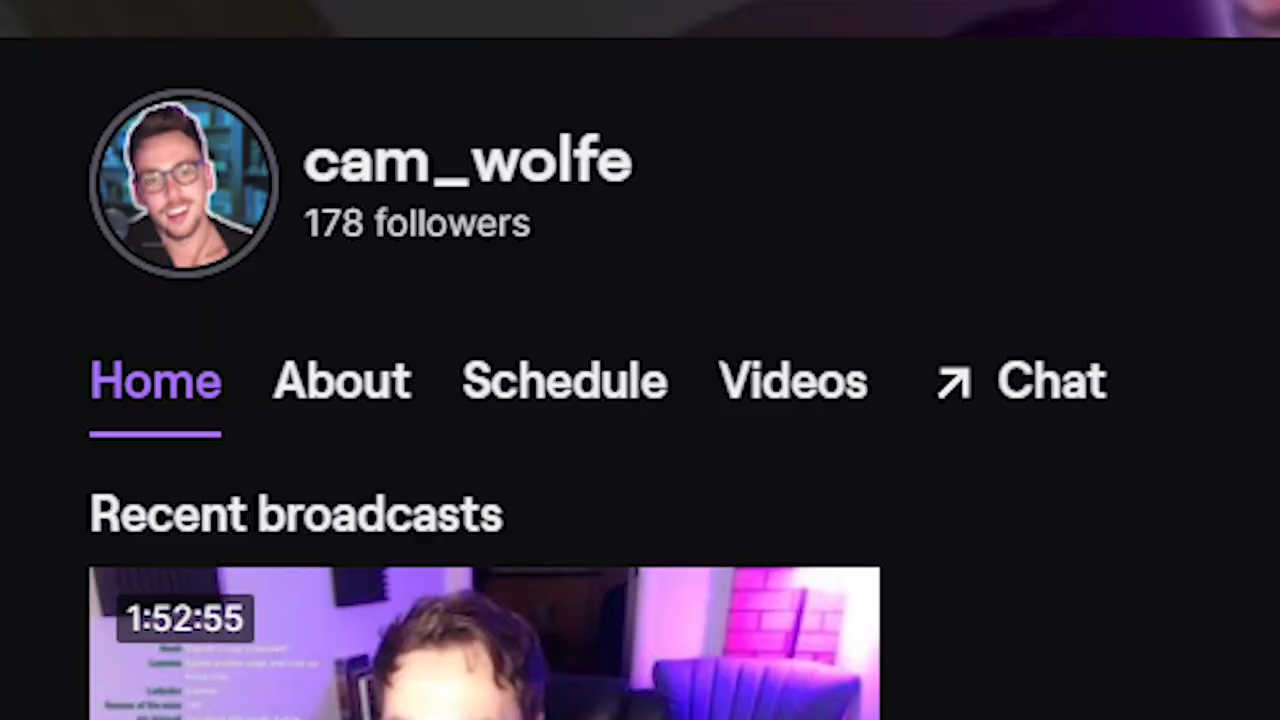 cam_wolfe
178 followers
Home About Schedule Videos Chat
Recent broadcasts
1:52:55